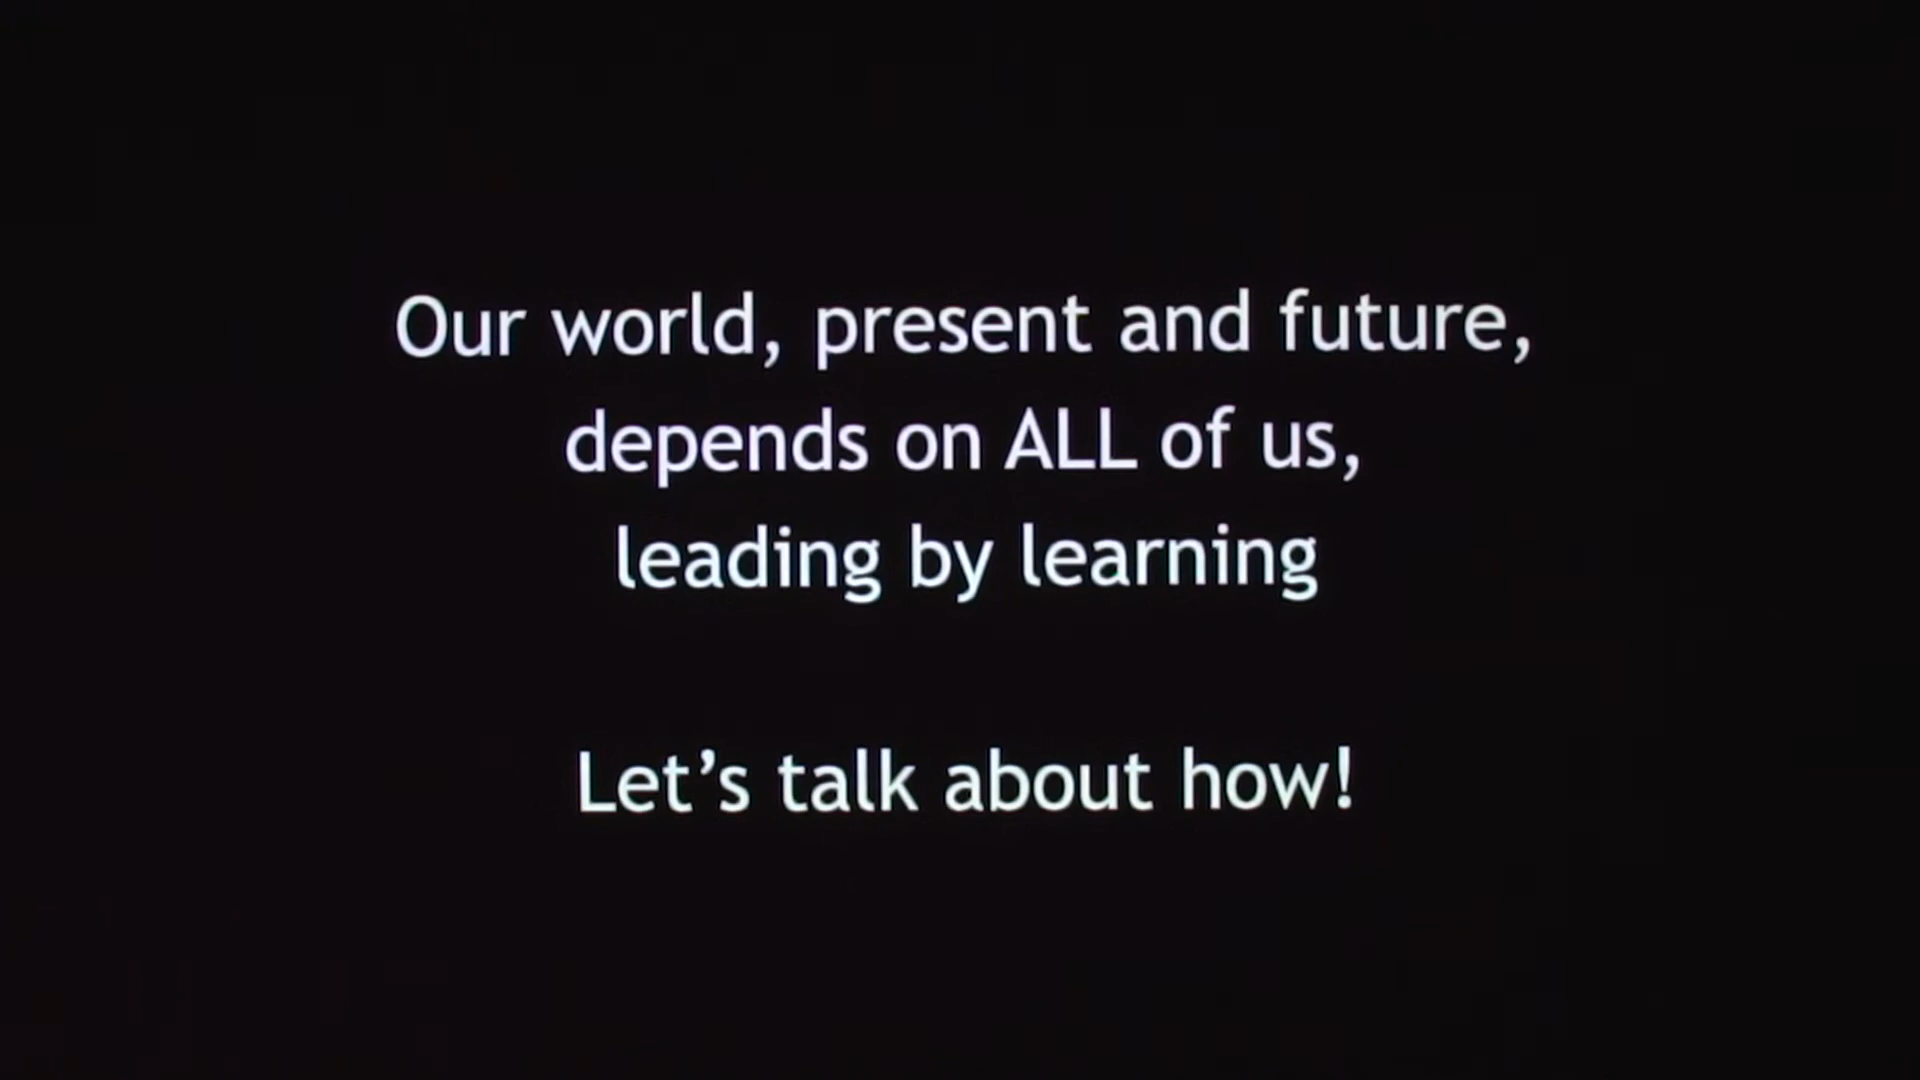 Our world, present and future,
depends on ALL of us,
leading by learning
Let’s talk about how!